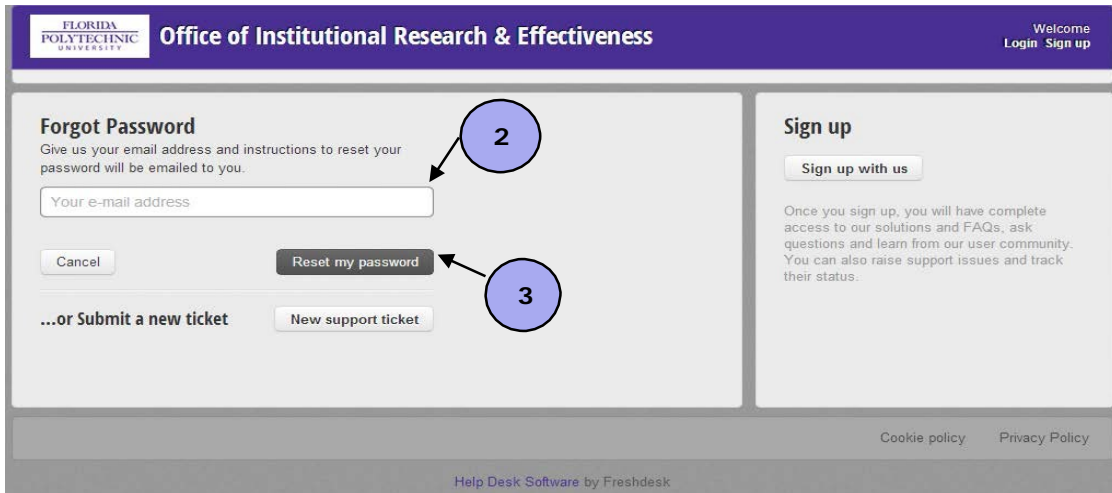 FLORIDA
POLYTECHNIC
UNIVERSITY
Office of Institutional Research & Effectiveness
Welcome
Login Sign up
Forgot Password
Give us your email address and instructions to reset your
password will be emailed to you.
2
Your e-mail address
Cancel
Reset my password
3
...or Submit a new ticket
New support ticket
Sign up
Sign up with us
Once you sign up, you will have complete
access to our solutions and FAQs, ask
questions and learn from our user community.
You can also raise support issues and track
their status.
Cookie policy
Privacy Policy
Help Desk Software by Freshdesk